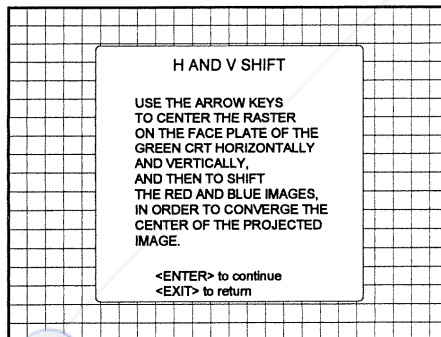 H AND V SHIFT
USE THE ARROW KEYS
TO CENTER THE RASTER
ON THE FACE PLATE OF THE
GREEN CRT HORIZONTALLY
AND VERTICALLY,
AND THEN TO SHIFT
THE RED AND BLUE IMAGES,
IN ORDER TO CONVERGE THE
CENTER OF THE PROJECTED
IMAGE.
<ENTER> to continue
<EXIT> to return